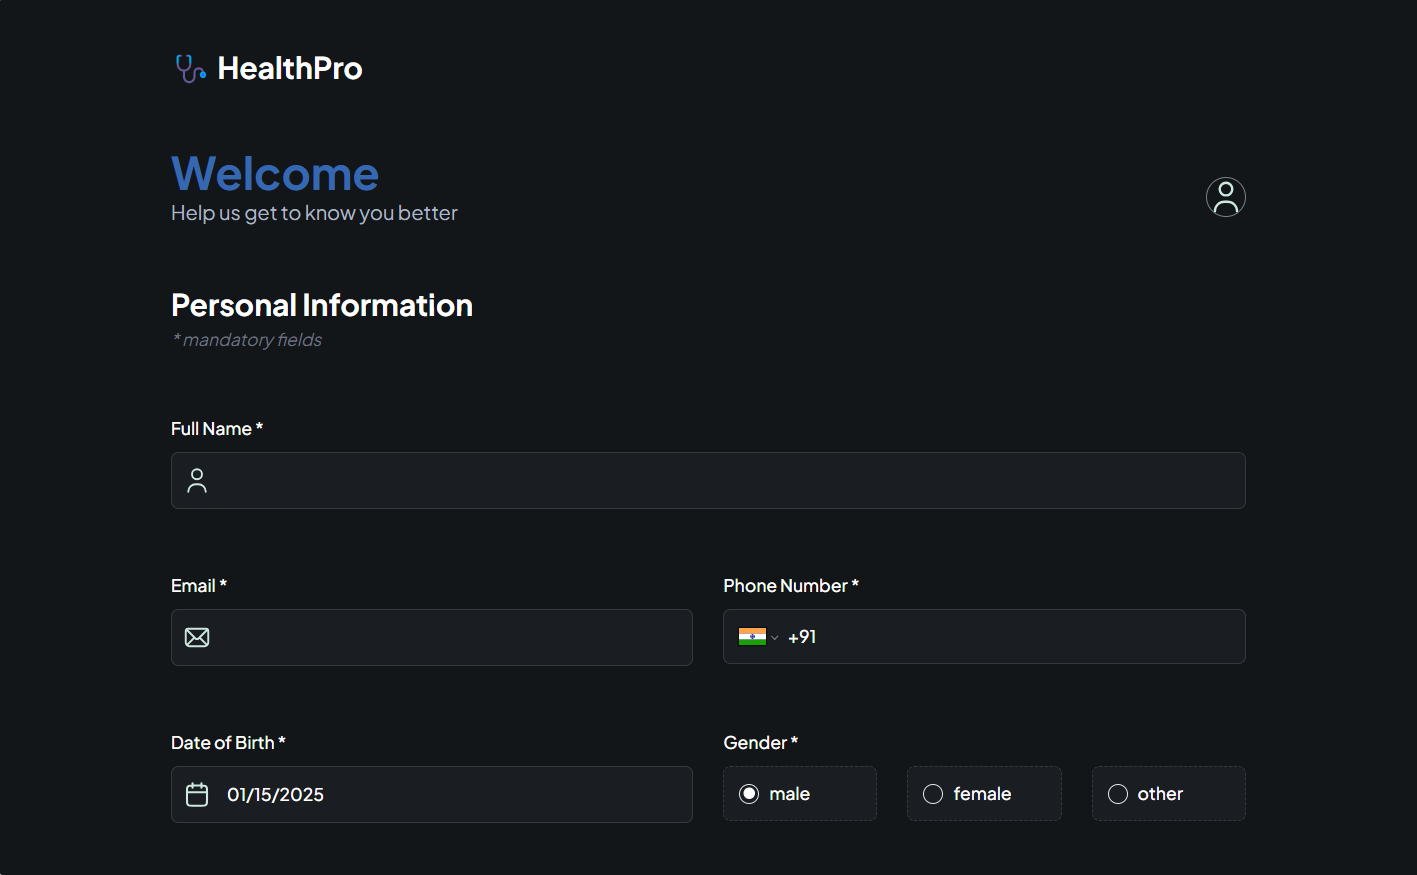 HealthPro
Welcome
Help us get to know you better
Personal Information
* mandatory fields
Full Name *
Email *
Phone Number *
+91
Date of Birth *
Gender *
01/15/2025
male
female
other